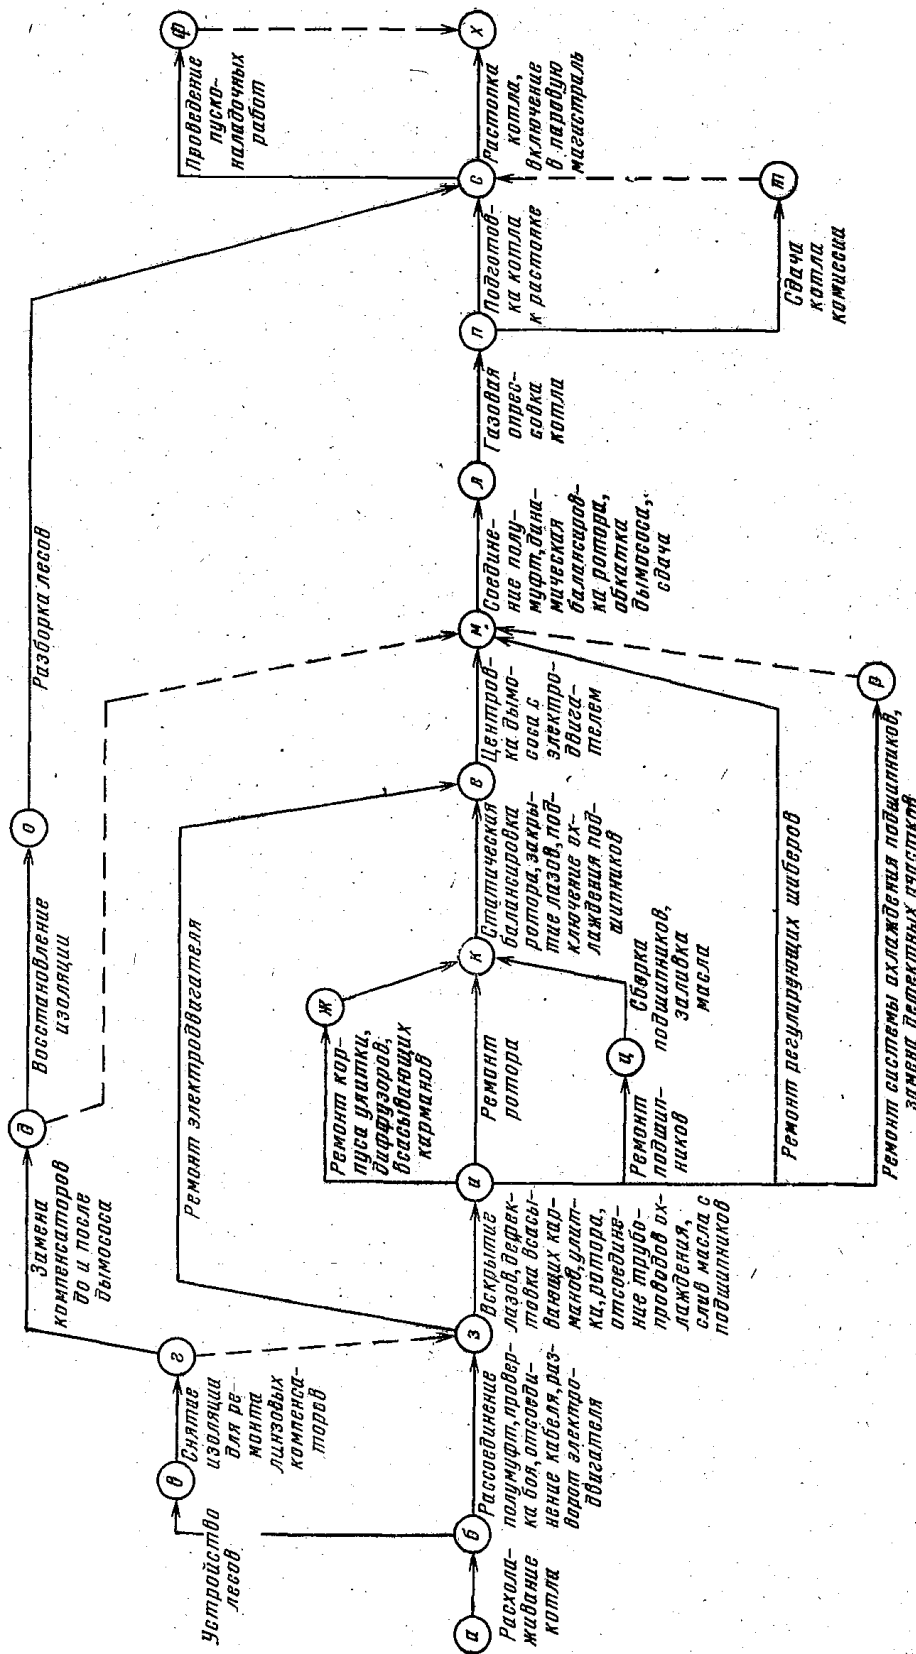 а
Расхола-
живание
котла
б
Устройство
лесов
в
Снятие
изоляции
для ре-
монта
линзовых
компенса-
торов
г
Рассоединение
полумуфт, провер-
ка боя, отсоеди-
нение кабеля, раз-
ворот электро-
двигателя
з
Замена
компенсаторов
до и после
дымососа
д
Восстановление
изоляции
о
Разборка лесов
Ремонт электродвигателя
Вскрытие
лазов, дефек-
товка всасы-
вающих кар-
манов, улит-
ки, ротора,
отсоедине-
ние трубо-
проводов ох-
лаждения,
слив масла с
подшипников
и
Ремонт кор-
пуса улитки,
диффузоров,
всасывающих
карманов
ж
Ремонт
ротора
к
Ремонт
подшип-
ников
ц
Сборка
подшипников,
заливка
масла
Ремонт регулирующих шиберов
Ремонт системы охлаждения подшипников,
замена дефектных участков
р
Статическая
балансировка
ротора, закры-
тие лазов, под-
ключение ох-
лаждения под-
шипников
е
Центров-
ка дымо-
соса с
электро-
двига-
телем
м
Соедине-
ние полу-
муфт, дина-
мическая
балансиров-
ка ротора,
обкатка
дымососа,
сдача
л
Газовая
опрес-
совка
котла
п
Подготов-
ка котла
к растопке
Сдача
котла
комиссии
т
с
Проведение
пуско-
наладочных
работ
ф
Растопка
котла,
включение
в паровую
магистраль
х